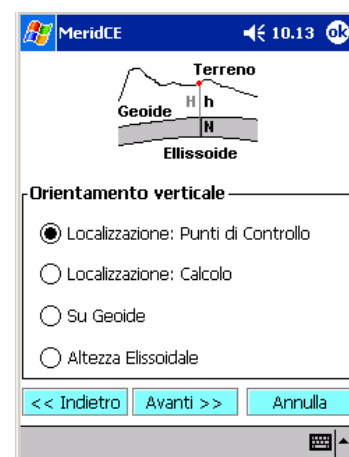 MeridCE 10.13 ok
Terreno
H h
Geoide
N
Ellissoide
Orientamento verticale
Localizzazione: Punti di Controllo
Localizzazione: Calcolo
Su Geoide
Altezza Elissoidale
<< Indietro Avanti >> Annulla